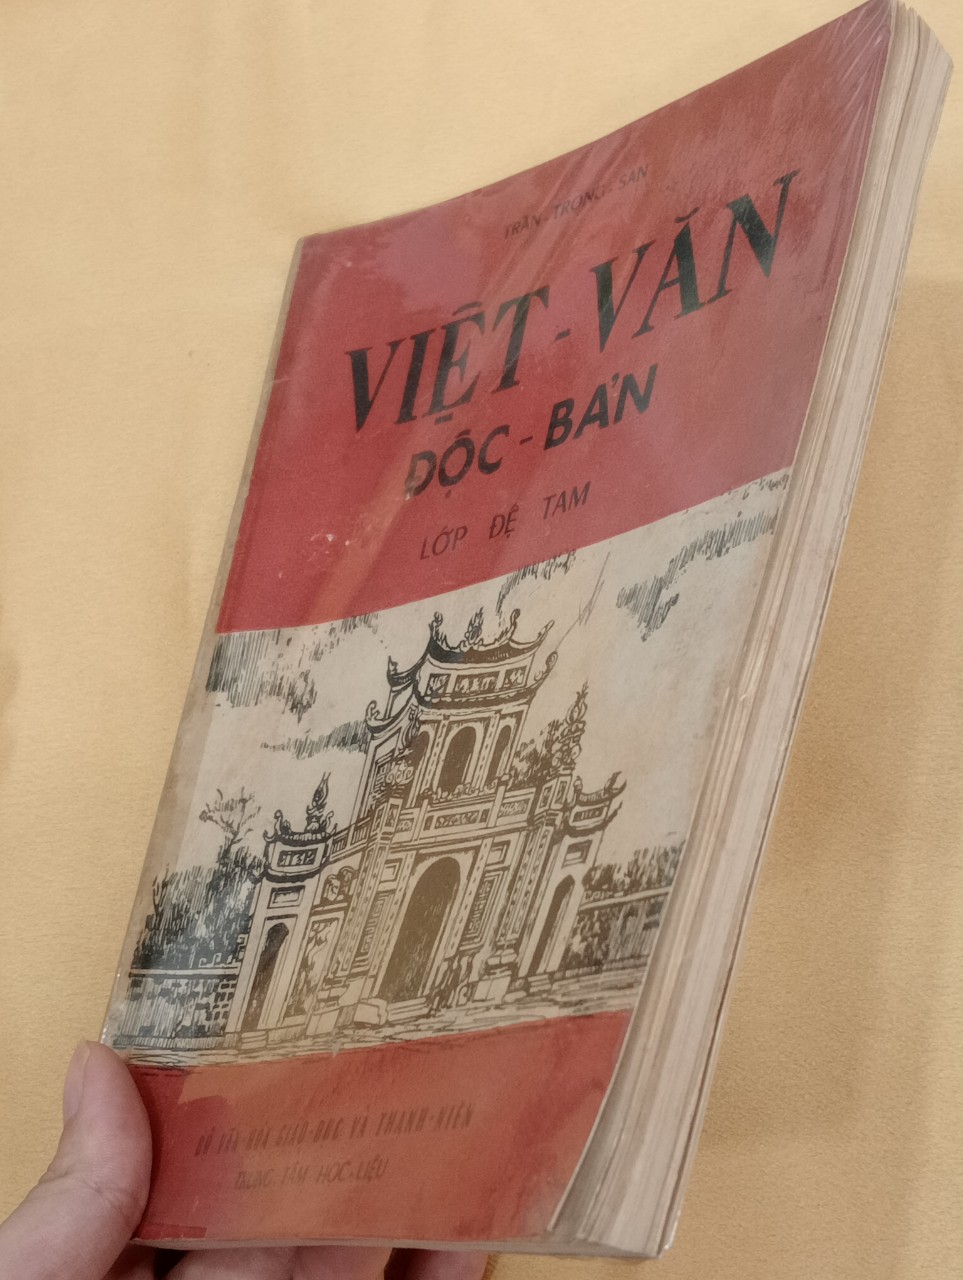 TRẦN-TRỌNG-SAN
VIỆT-VĂN
ĐỘC-BẢN
LỚP ĐỆ TAM
BỘ VĂN-HÓA GIÁO-DỤC VÀ THANH-NIÊN
TRUNG TÂM HỌC-LIỆU